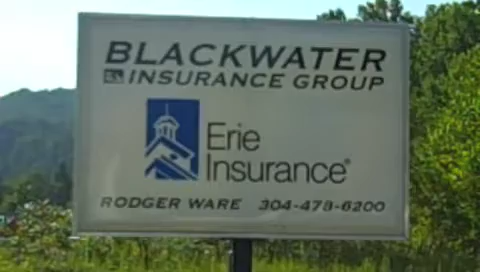 BLACKWATER
INSURANCE GROUP
Erie
Insurance®
RODGER WARE 304-478-6200